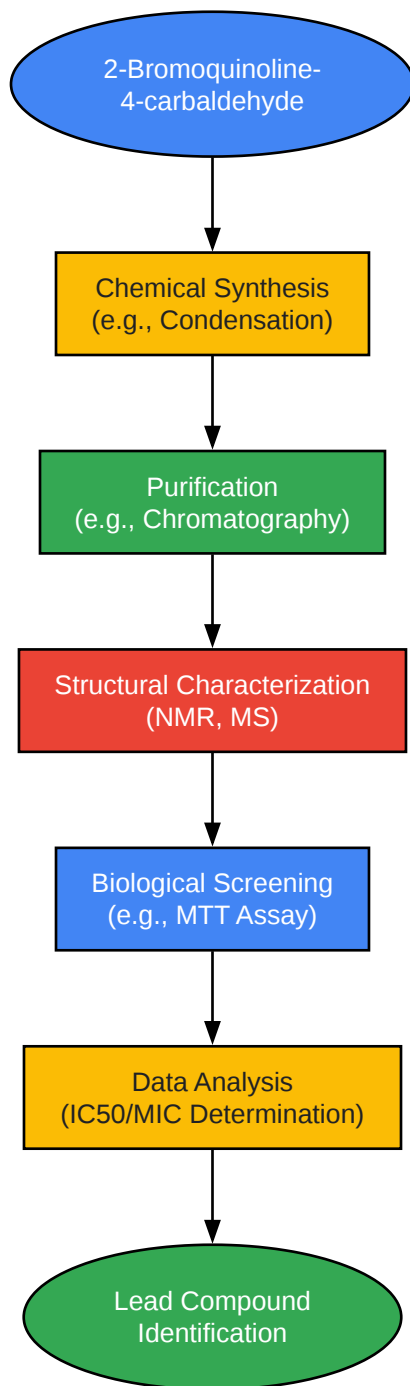 2-Bromoquinoline-
4-carbaldehyde
Chemical Synthesis
(e.g., Condensation)
Purification
(e.g., Chromatography)
Structural Characterization
(NMR, MS)
Biological Screening
(e.g., MTT Assay)
Data Analysis
(IC50/MIC Determination)
Lead Compound
Identification